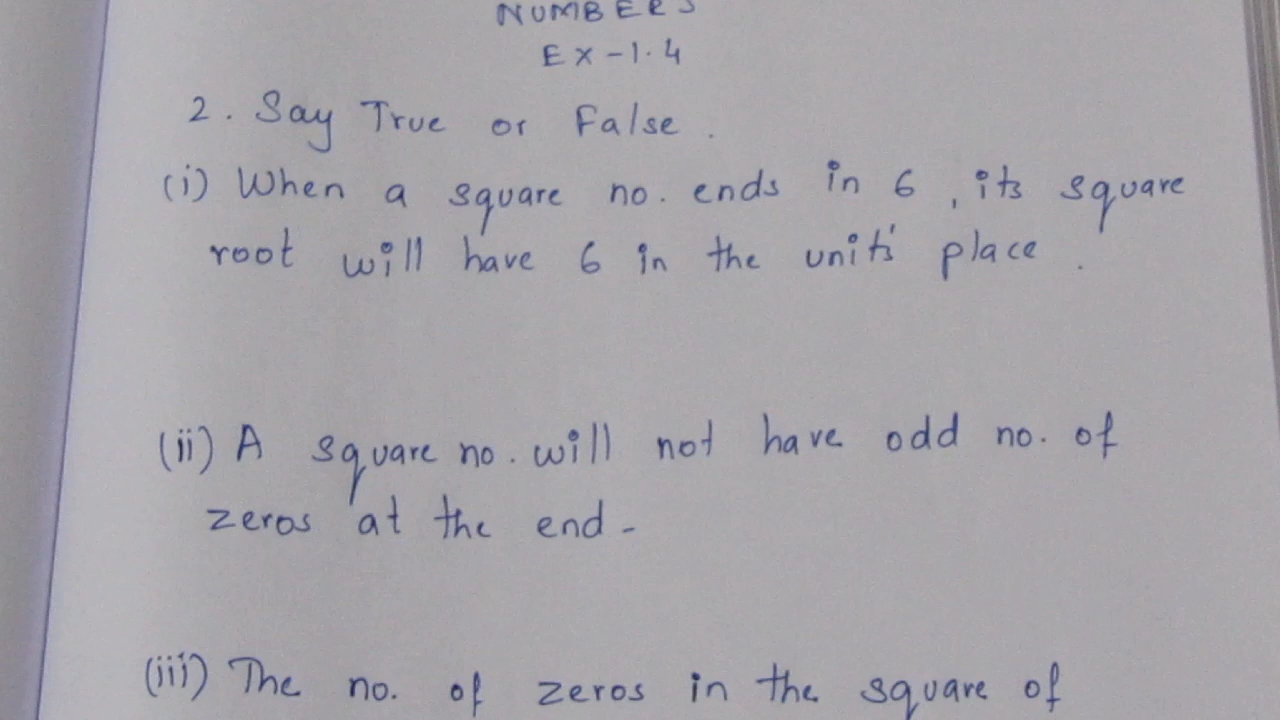 NUMBERS
EX-1.4
2. Say True or False.
(i) When a square no. ends in 6, its square
root will have 6 in the units' place.
(ii) A square no. will not have odd no. of
zeros at the end-
(iii) The no. of zeros in the square of